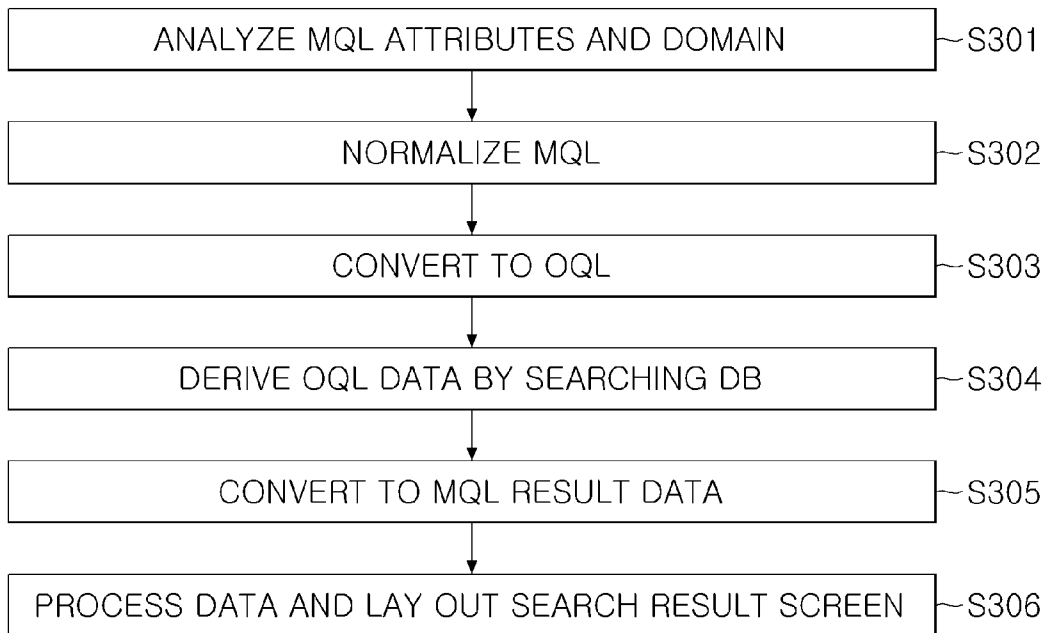 ANALYZE MQL ATTRIBUTES AND DOMAIN S301
NORMALIZE MQL S302
CONVERT TO OQL S303
DERIVE OQL DATA BY SEARCHING DB S304
CONVERT TO MQL RESULT DATA S305
PROCESS DATA AND LAY OUT SEARCH RESULT SCREEN S306